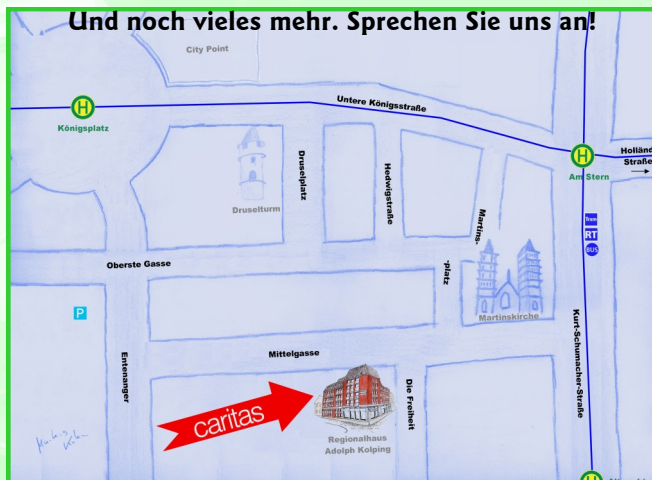 Und noch vieles mehr. Sprechen Sie uns an!
City Point
H
Königsplatz
Untere Königsstraße
H
Am Stern
Holländ
Straße
Druselturm
Druselplatz
Hedwigstraße
Martins-
-platz
Tram
RT
BUS
Martinskirche
Oberste Gasse
P
Entenanger
Mittelgasse
Kurt-Schumacher-Straße
caritas
Die Freiheit
Regionalhaus
Adolph Kolping
H